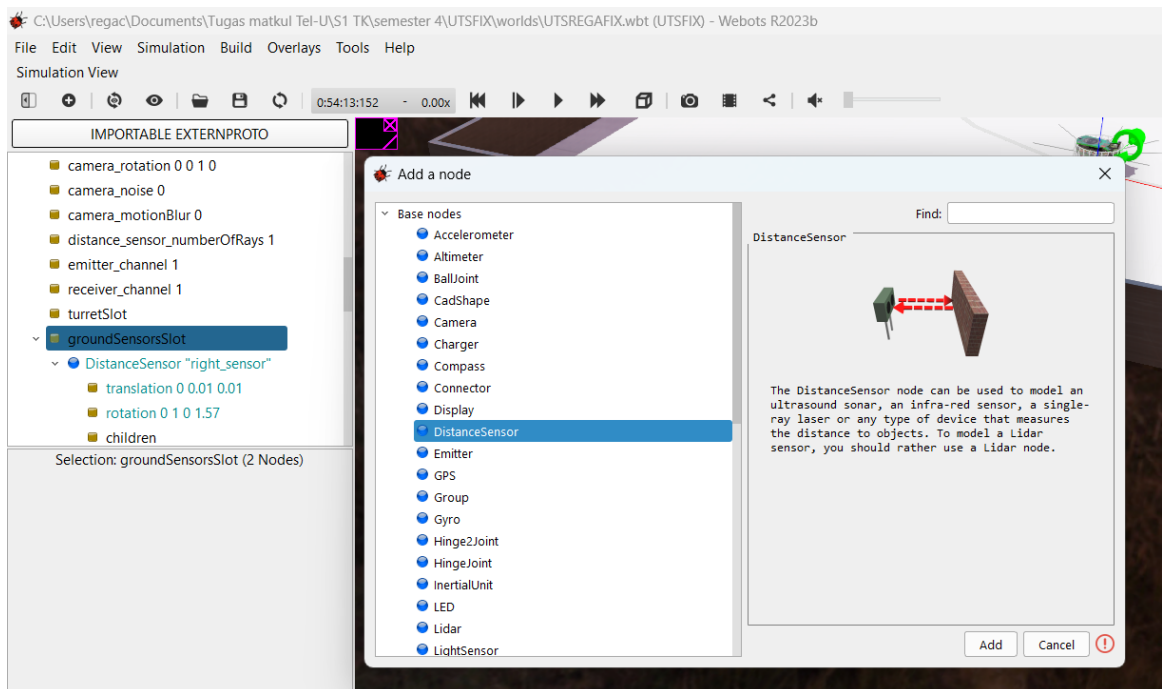 C:\Users\regac\Documents\Tugas matkul Tel-U\S1 TK\semester 4\UTSFIX\worlds\UTSREGAFIX.wbt (UTSFIX) - Webots R2023b
File Edit View Simulation Build Overlays Tools Help
Simulation View
0:54:13:152 - 0.00x
IMPORTABLE EXTERNPROTO
camera_rotation 0 0 1 0
camera_noise 0
camera_motionBlur 0
distance_sensor_numberOfRays 1
emitter_channel 1
receiver_channel 1
turretSlot
groundSensorsSlot
DistanceSensor "right_sensor"
translation 0 0.01 0.01
rotation 0 1 0 1.57
children
Selection: groundSensorsSlot (2 Nodes)
Add a node
Base nodes
Accelerometer
Altimeter
BallJoint
CadShape
Camera
Charger
Compass
Connector
Display
DistanceSensor
Emitter
GPS
Group
Gyro
Hinge2Joint
HingeJoint
InertialUnit
LED
Lidar
LightSensor
Find:
DistanceSensor
The DistanceSensor node can be used to model an
ultrasound sonar, an infra-red sensor, a single-
ray laser or any type of device that measures
the distance to objects. To model a Lidar
sensor, you should rather use a Lidar node.
Add Cancel